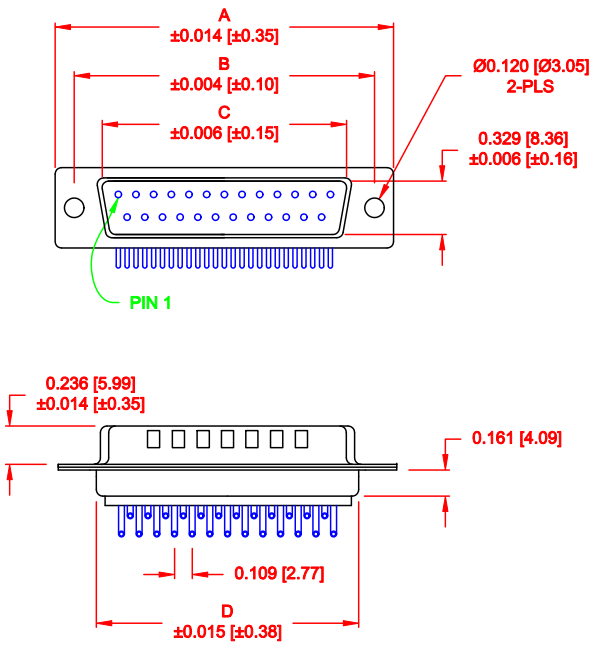 A
±0.014 [±0.35]
B
±0.004 [±0.10]
Ø0.120 [Ø3.05]
2-PLS
C
±0.006 [±0.15]
0.329 [8.36]
±0.006 [±0.16]
PIN 1
0.236 [5.99]
±0.014 [±0.35]
0.161 [4.09]
0.109 [2.77]
D
±0.015 [±0.38]